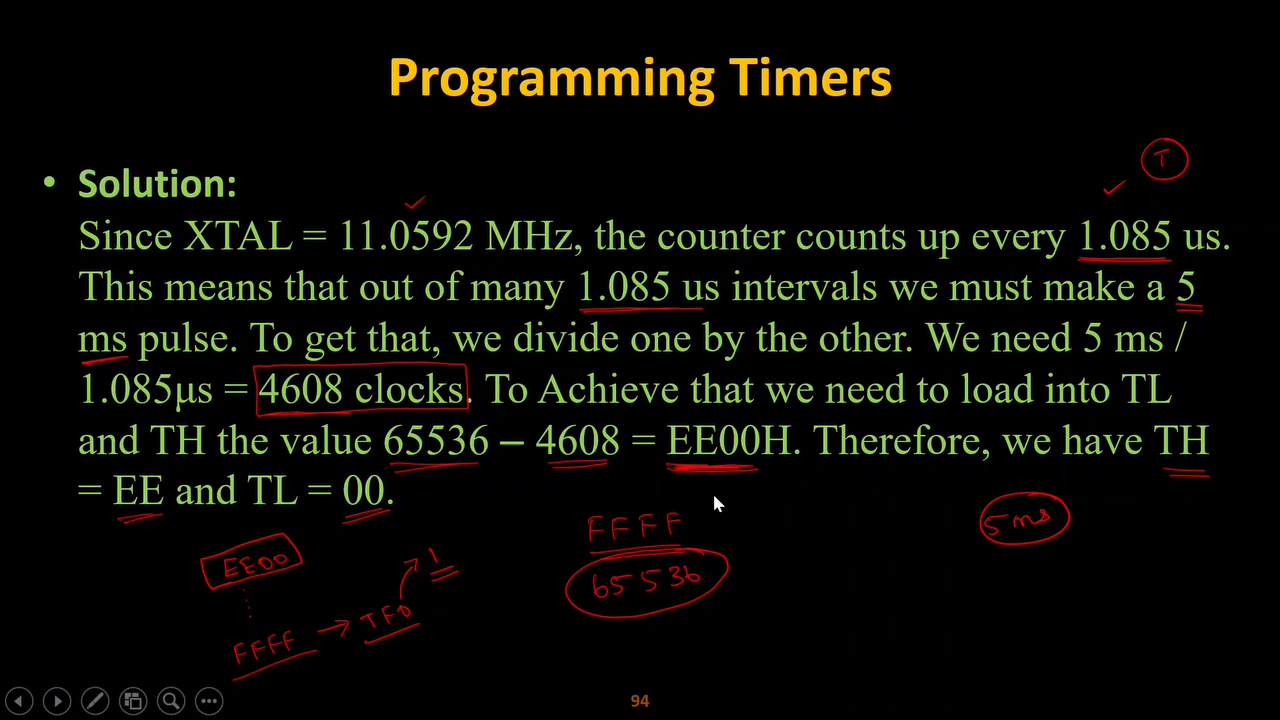 Programming Timers
T
• Solution:
Since XTAL = 11.0592 MHz, the counter counts up every 1.085 us.
This means that out of many 1.085 us intervals we must make a 5
ms pulse. To get that, we divide one by the other. We need 5 ms /
1.085μs = 4608 clocks. To Achieve that we need to load into TL
and TH the value 65536 – 4608 = EE00H. Therefore, we have TH
= EE and TL = 00.
FFFF
5 ms
EE00
1
65536
FFFF → TF0
94